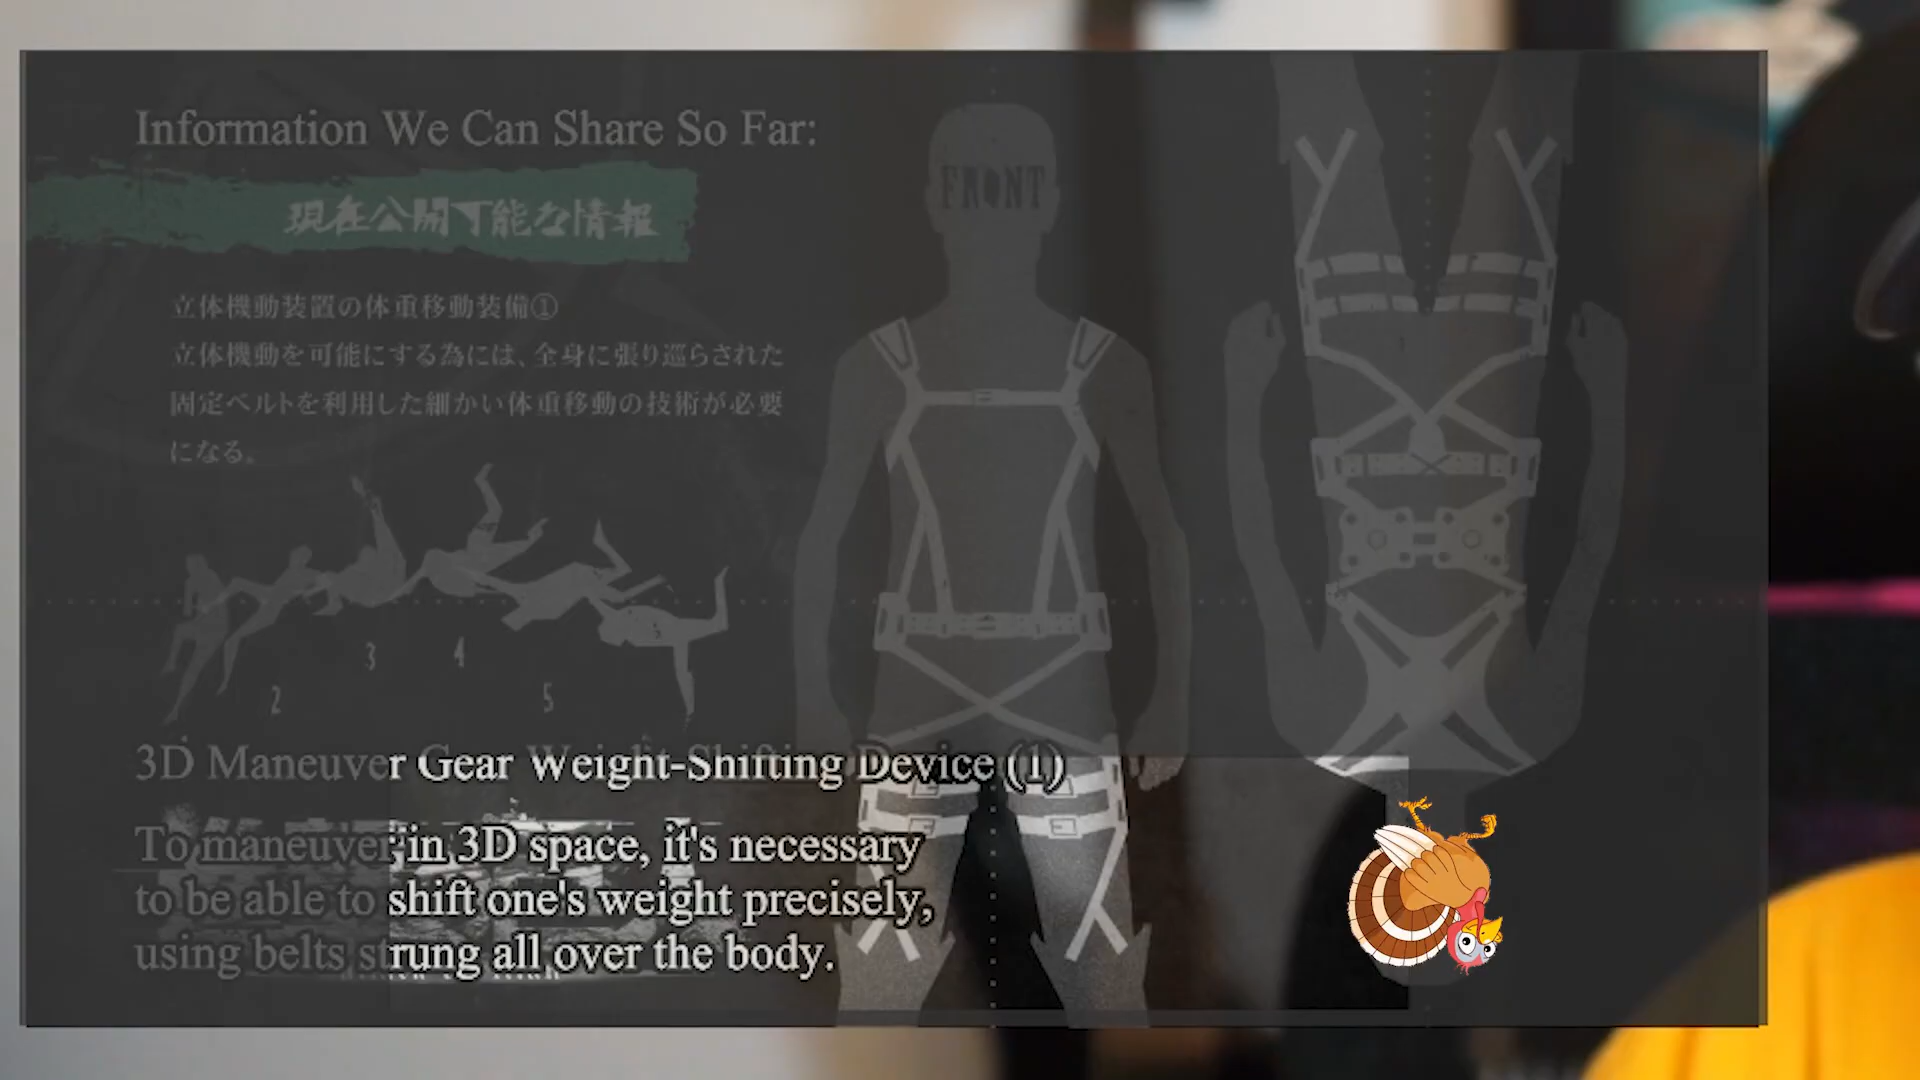 Information We Can Share So Far:
現在公開可能な情報
FRONT
立体機動装置の体重移動装備①
立体機動を可能にする為には、全身に張り巡らされた
固定ベルトを利用した細かい体重移動の技術が必要
になる。
3
4
2
5
3D Maneuver Gear Weight-Shifting Device (1)
To maneuver in 3D space, it's necessary
to be able to shift one's weight precisely,
using belts strung all over the body.